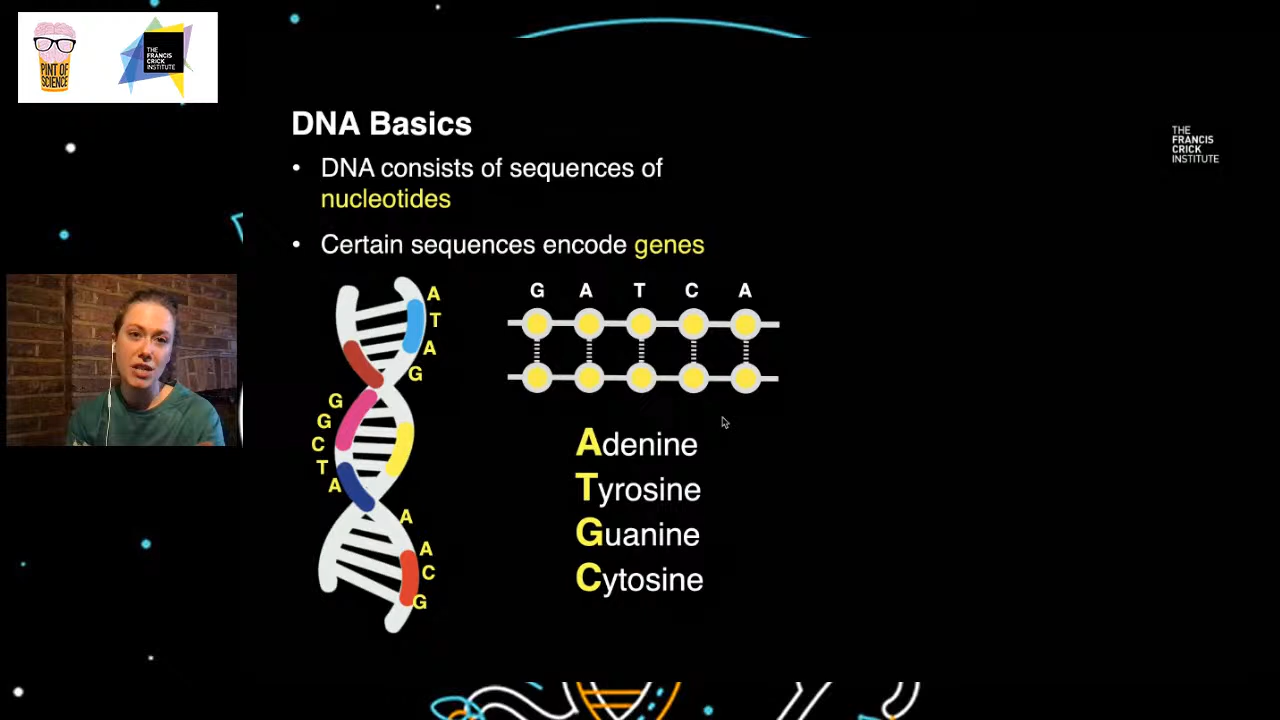 PINT OF
SCIENCE
THE
FRANCIS
CRICK
INSTITUTE
DNA Basics
THE
FRANCIS
CRICK
INSTITUTE
• DNA consists of sequences of
nucleotides
• Certain sequences encode genes
A
T
A
G
G
G
C
T
A
A
A
C
G
G A T C A
Adenine
Tyrosine
Guanine
Cytosine